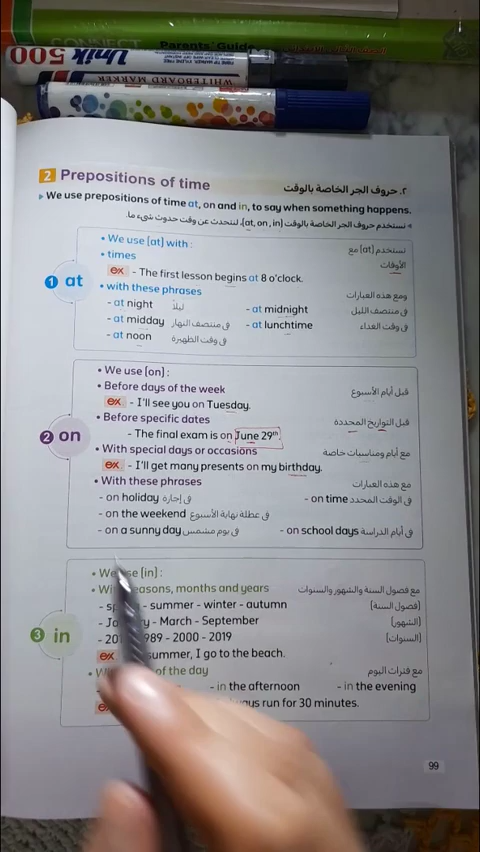 CONNECT Parents' Guide
Unik 500
WHITEBOARD MARKER
2 Prepositions of time ٢. حروف الجر الخاصة بالوقت
We use prepositions of time at, on and in, to say when something happens.
نستخدم حروف الجر الخاصة بالوقت (at, on, in)، لنتحدث عن وقت حدوث شيء ما.
1 at
• We use [at] with : نستخدم [at] مع
• times الأوقات
ex - The first lesson begins at 8 o'clock.
• with these phrases ومع هذه العبارات
- at night ليلاً - at midnight في منتصف الليل
- at midday في منتصف النهار - at lunchtime في وقت الغداء
- at noon في وقت الظهيرة
2 on
• We use [on] :
• Before days of the week قبل أيام الأسبوع
ex - I'll see you on Tuesday.
• Before specific dates قبل التواريخ المحددة
- The final exam is on June 29th.
• With special days or occasions مع أيام ومناسبات خاصة
ex - I'll get many presents on my birthday.
• With these phrases مع هذه العبارات
- on holiday في إجازة - on time في الوقت المحدد
- on the weekend في عطلة نهاية الأسبوع
- on a sunny day في يوم مشمس - on school days في أيام الدراسة
3 in
• We use [in] :
• seasons, months and years مع فصول السنة والشهور والسنوات
- summer - winter - autumn [فصول السنة]
- March - September [الشهور]
989 - 2000 - 2019 [السنوات]
ex summer, I go to the beach.
of the day مع فترات اليوم
- in the afternoon - in the evening
run for 30 minutes.
99